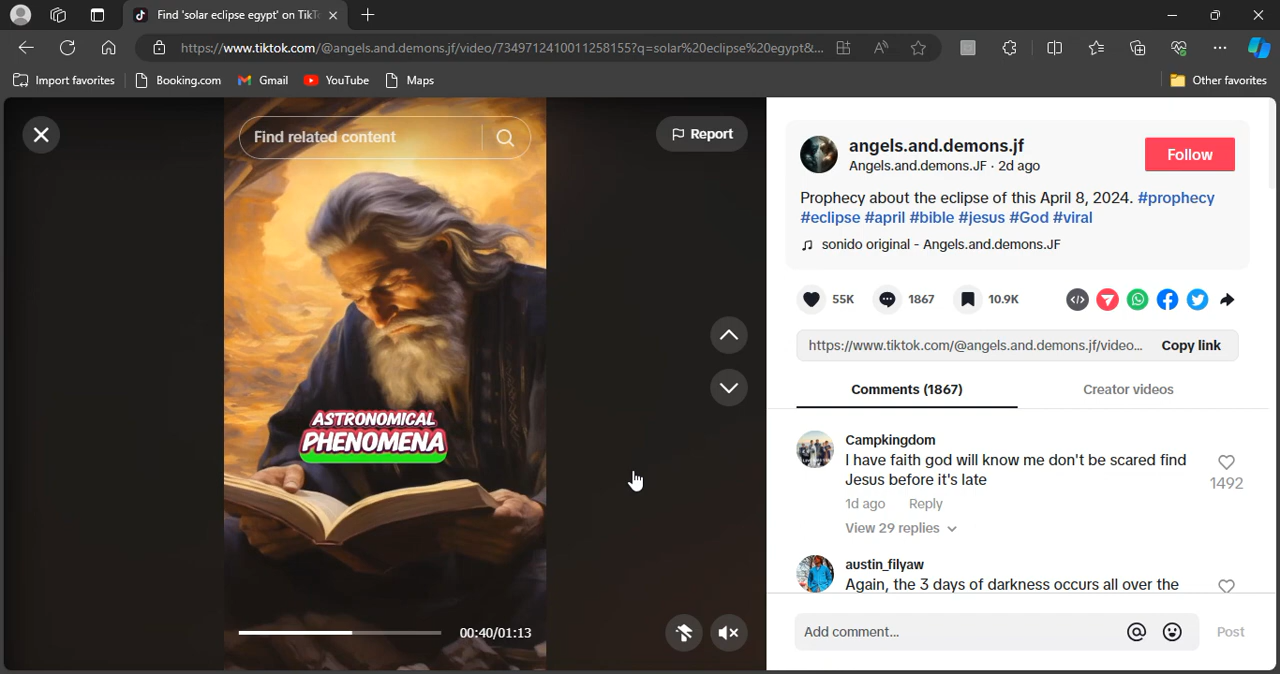 Find 'solar eclipse egypt' on TikTo
https://www.tiktok.com/@angels.and.demons.jf/video/7349712410011258155?q=solar%20eclipse%20egypt&...
Import favorites
Booking.com
Gmail
YouTube
Maps
Other favorites
Find related content
Report
ASTRONOMICAL
PHENOMENA
00:40/01:13
angels.and.demons.jf
Angels.and.demons.JF · 2d ago
Follow
Prophecy about the eclipse of this April 8, 2024. #prophecy
#eclipse #april #bible #jesus #God #viral
sonido original - Angels.and.demons.JF
55K
1867
10.9K
https://www.tiktok.com/@angels.and.demons.jf/video...
Copy link
Comments (1867)
Creator videos
Campkingdom
I have faith god will know me don't be scared find
Jesus before it's late
1492
1d ago
Reply
View 29 replies
austin_filyaw
Again, the 3 days of darkness occurs all over the
Add comment...
Post